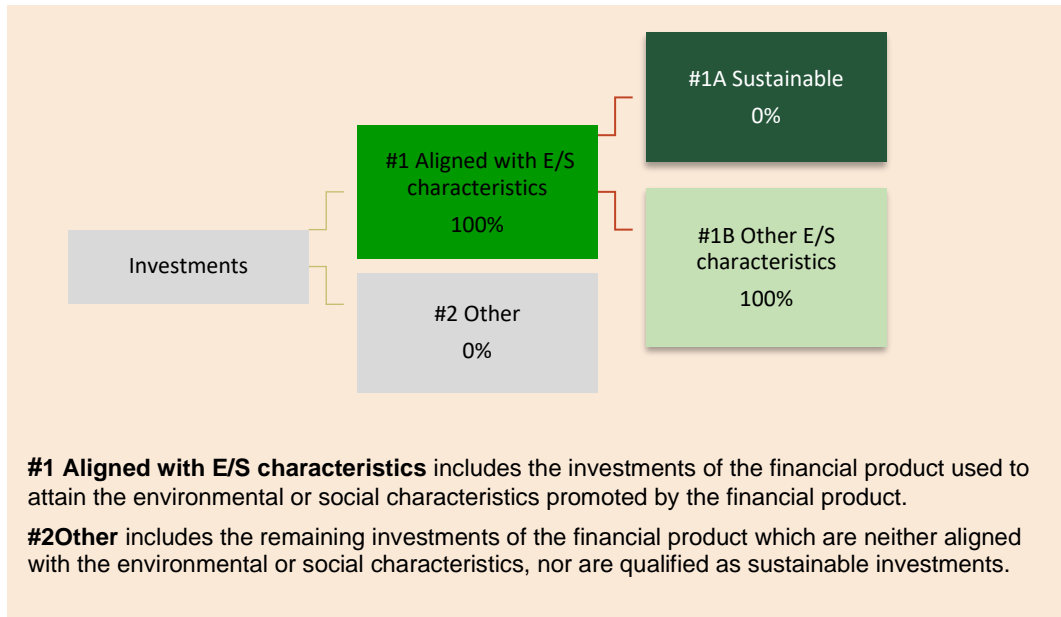 #1A Sustainable
0%
#1 Aligned with E/S
characteristics
100%
#1B Other E/S
characteristics
100%
Investments
#2 Other
0%
#1 Aligned with E/S characteristics includes the investments of the financial product used to
attain the environmental or social characteristics promoted by the financial product.
#2Other includes the remaining investments of the financial product which are neither aligned
with the environmental or social characteristics, nor are qualified as sustainable investments.